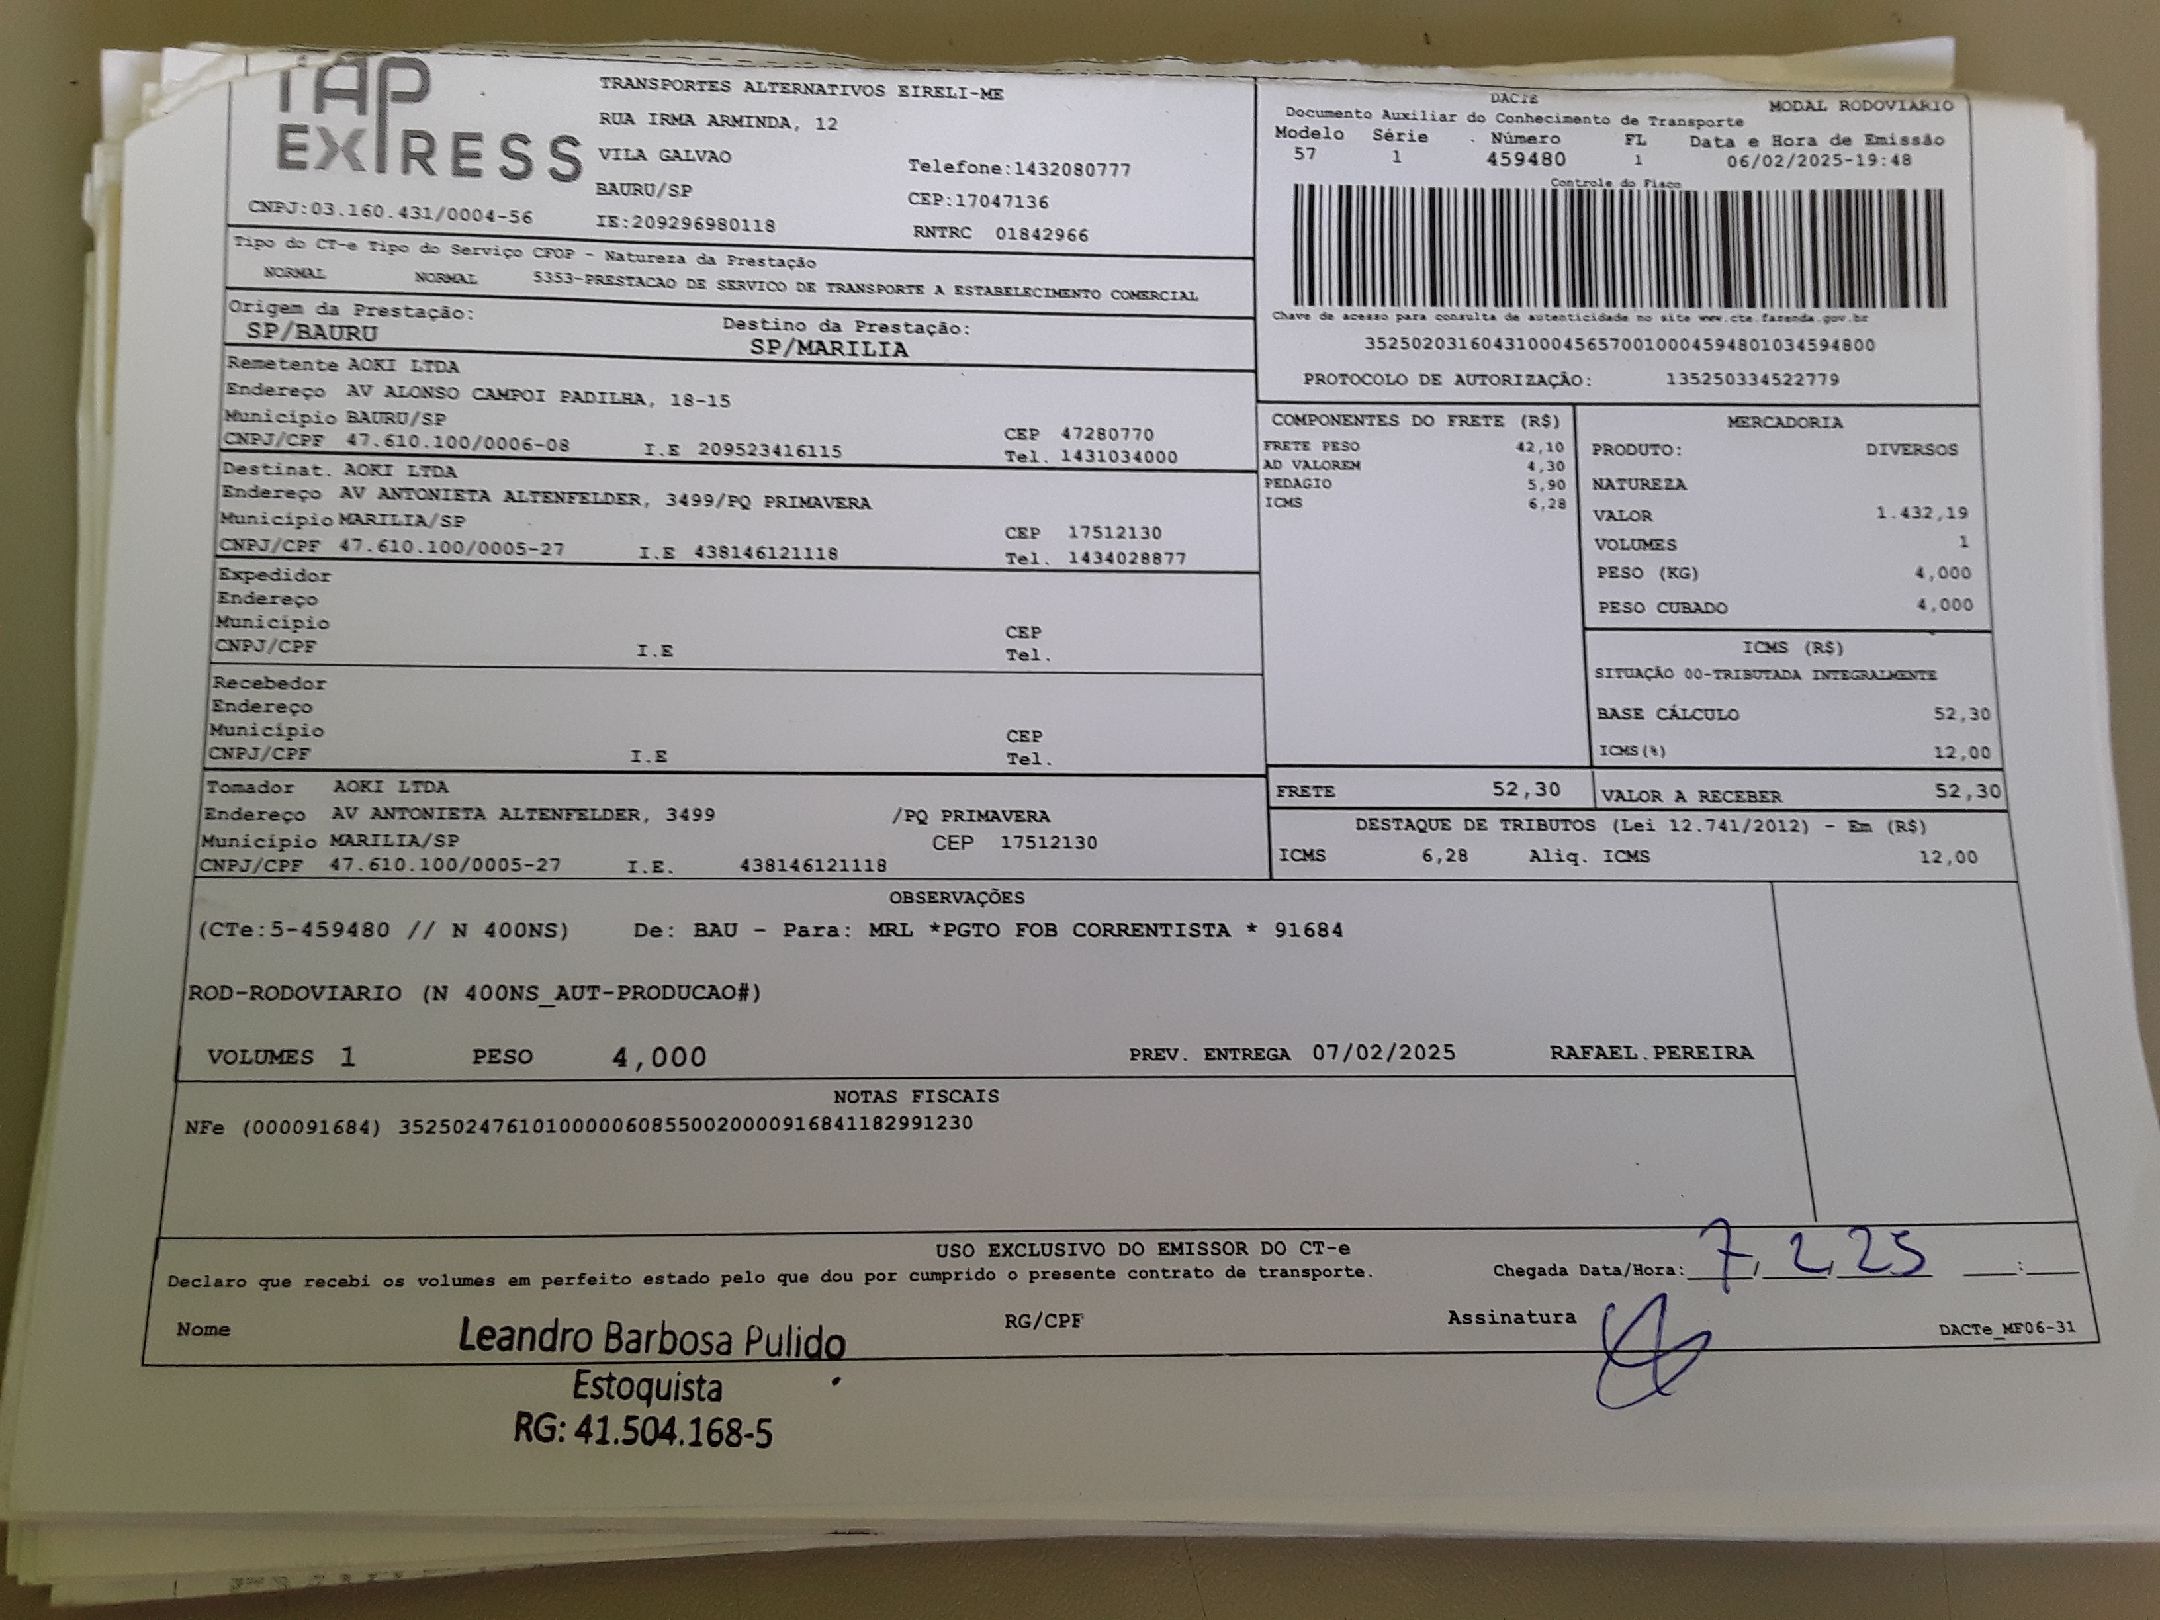 TAP
EXPRESS
CNPJ:03.160.431/0004-56
TRANSPORTES ALTERNATIVOS EIRELI-ME
RUA IRMA ARMINDA, 12
VILA GALVAO
Telefone:1432080777
BAURU/SP
CEP:17047136
IE:209296980118
RNTRC 01842966
DACTE MODAL RODOVIARIO
Documento Auxiliar do Conhecimento de Transporte
Modelo Série . Número FL Data e Hora de Emissão
57 1 459480 1 06/02/2025-19:48
Controle do Fisco
Chave de acesso para consulta de autenticidade no site www.cte.fazenda.gov.br
35250203160431000456570010004594801034594800
PROTOCOLO DE AUTORIZAÇÃO: 135250334522779
Tipo do CT-e Tipo do Serviço CFOP - Natureza da Prestação
NORMAL NORMAL 5353-PRESTACAO DE SERVICO DE TRANSPORTE A ESTABELECIMENTO COMERCIAL
Origem da Prestação: Destino da Prestação:
SP/BAURU SP/MARILIA
Remetente AOKI LTDA
Endereço AV ALONSO CAMPOI PADILHA, 18-15
Município BAURU/SP CEP 47280770
CNPJ/CPF 47.610.100/0006-08 I.E 209523416115 Tel. 1431034000
Destinat. AOKI LTDA
Endereço AV ANTONIETA ALTENFELDER, 3499/PQ PRIMAVERA
Município MARILIA/SP CEP 17512130
CNPJ/CPF 47.610.100/0005-27 I.E 438146121118 Tel. 1434028877
Expedidor
Endereço
Município CEP
CNPJ/CPF I.E Tel.
Recebedor
Endereço
Município CEP
CNPJ/CPF I.E Tel.
Tomador AOKI LTDA
Endereço AV ANTONIETA ALTENFELDER, 3499 /PQ PRIMAVERA
Município MARILIA/SP CEP 17512130
CNPJ/CPF 47.610.100/0005-27 I.E. 438146121118
COMPONENTES DO FRETE (R$)
FRETE PESO 42,10
AD VALOREM 4,30
PEDAGIO 5,90
ICMS 6,28
MERCADORIA
PRODUTO: DIVERSOS
NATUREZA
VALOR 1.432,19
VOLUMES 1
PESO (KG) 4,000
PESO CUBADO 4,000
ICMS (R$)
SITUAÇÃO 00-TRIBUTADA INTEGRALMENTE
BASE CÁLCULO 52,30
ICMS(%) 12,00
FRETE 52,30 VALOR A RECEBER 52,30
DESTAQUE DE TRIBUTOS (Lei 12.741/2012) - Em (R$)
ICMS 6,28 Aliq. ICMS 12,00
OBSERVAÇÕES
(CTe:5-459480 // N 400NS) De: BAU - Para: MRL *PGTO FOB CORRENTISTA * 91684
ROD-RODOVIARIO (N 400NS_AUT-PRODUCAO#)
VOLUMES 1 PESO 4,000 PREV. ENTREGA 07/02/2025 RAFAEL.PEREIRA
NOTAS FISCAIS
NFe (000091684) 35250247610100000608550020000916841182991230
USO EXCLUSIVO DO EMISSOR DO CT-e
Declaro que recebi os volumes em perfeito estado pelo que dou por cumprido o presente contrato de transporte.
Chegada Data/Hora: 7/2/25 __:__
Nome RG/CPF Assinatura
DACTe_MF06-31
Leandro Barbosa Pulido
Estoquista
RG: 41.504.168-5